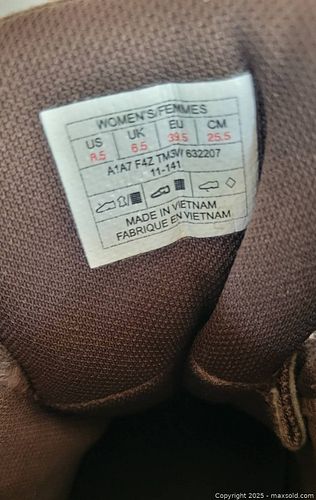 WOMEN'S/FEMMES
US UK EU CM
8.5 6.5 39.5 25.5
A1A7 F4Z TM3W 632207
11-141
MADE IN VIETNAM
FABRIQUE EN VIETNAM
Copyright 2025 - maxsold.com